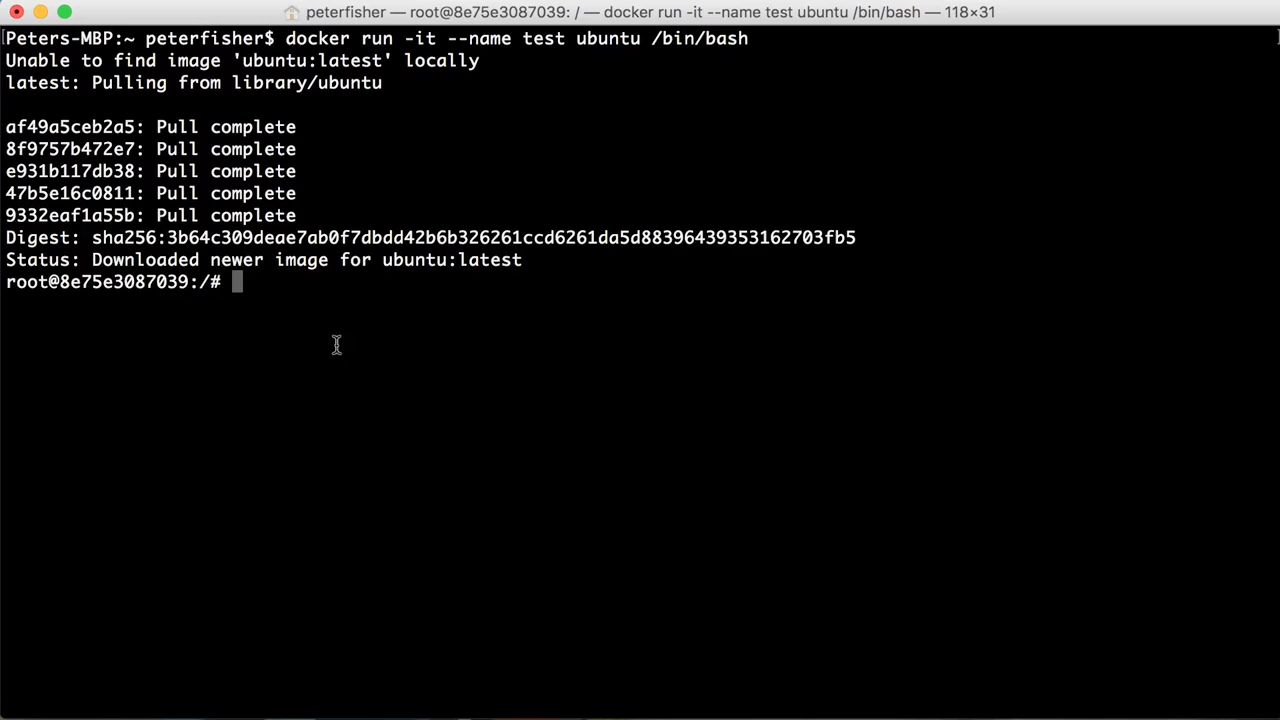 peterfisher — root@8e75e3087039: / — docker run -it --name test ubuntu /bin/bash — 118×31
Peters-MBP:~ peterfisher$ docker run -it --name test ubuntu /bin/bash
Unable to find image 'ubuntu:latest' locally
latest: Pulling from library/ubuntu
af49a5ceb2a5: Pull complete
8f9757b472e7: Pull complete
e931b117db38: Pull complete
47b5e16c0811: Pull complete
9332eaf1a55b: Pull complete
Digest: sha256:3b64c309deae7ab0f7dbdd42b6b326261ccd6261da5d88396439353162703fb5
Status: Downloaded newer image for ubuntu:latest
root@8e75e3087039:/#